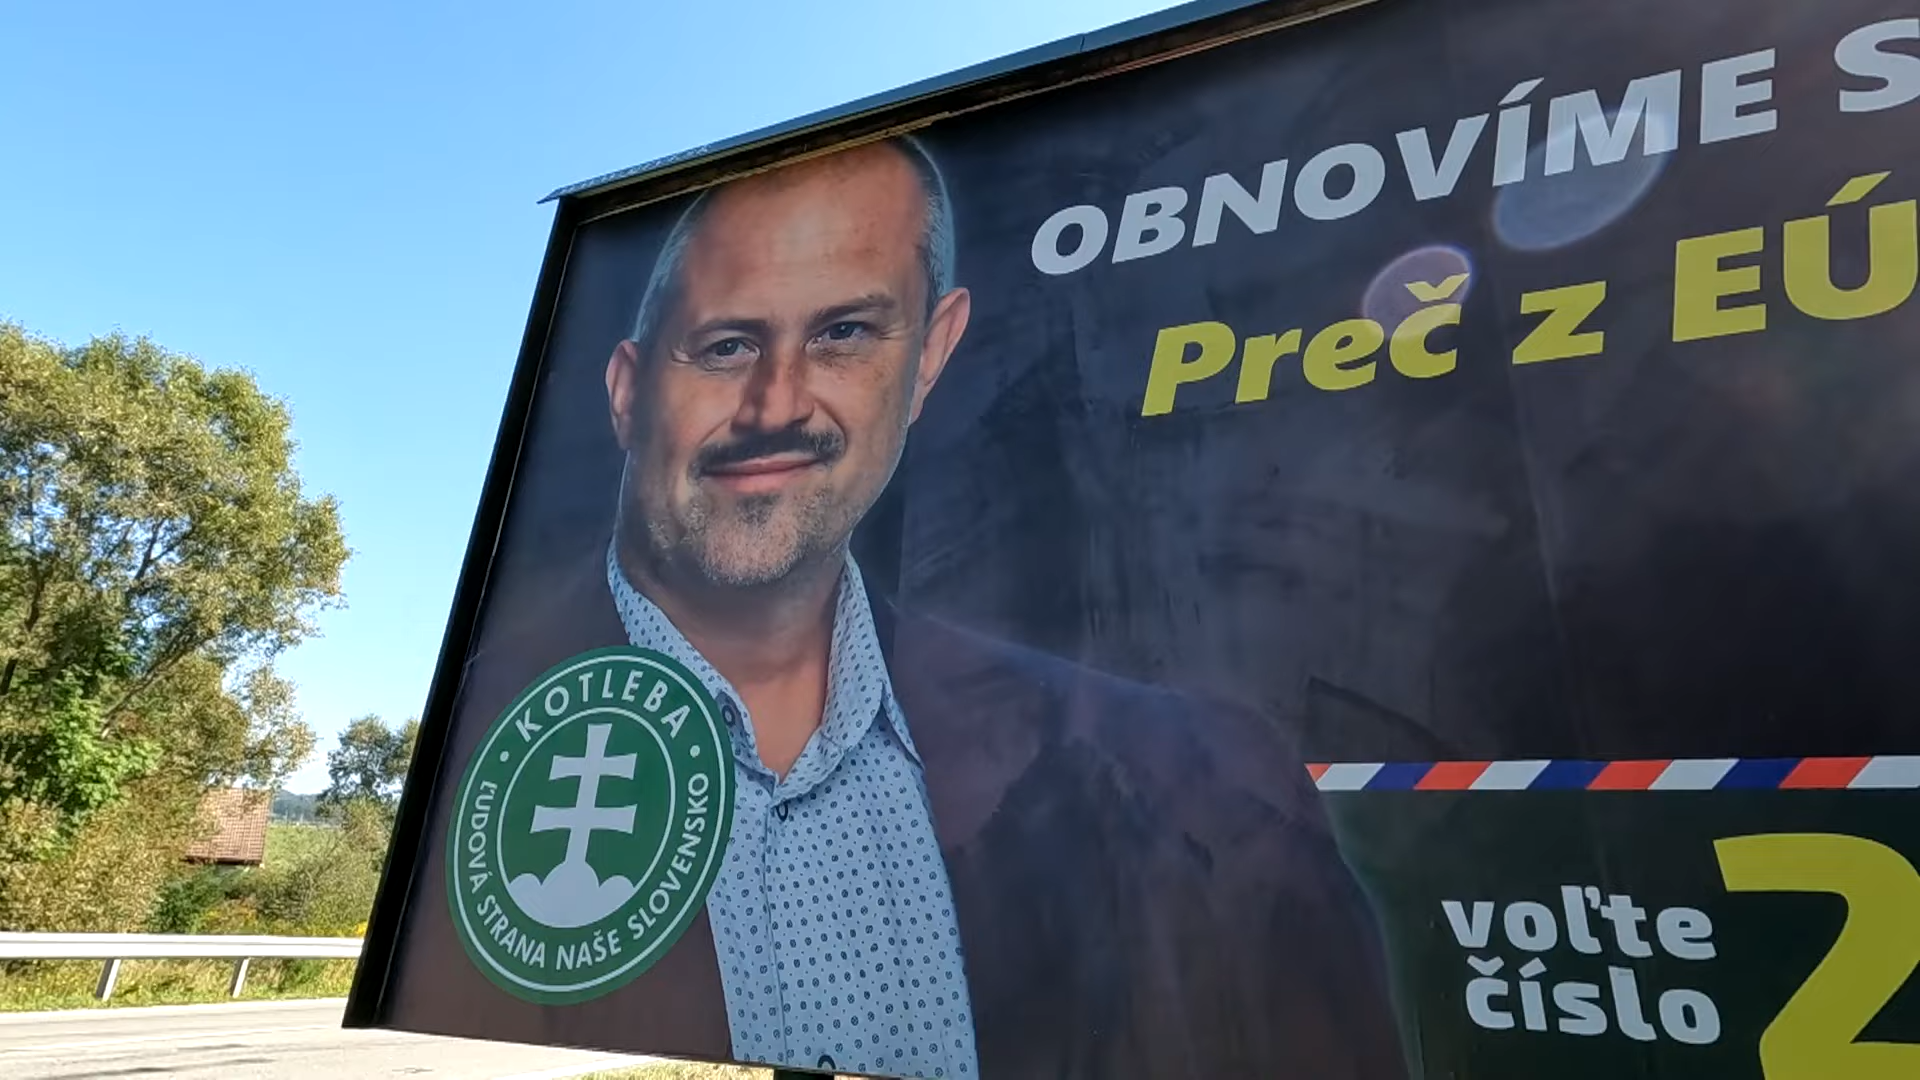 OBNOVÍME S
Preč z EÚ
KOTLEBA
ĽUDOVÁ STRANA NAŠE SLOVENSKO
voľte
číslo
2